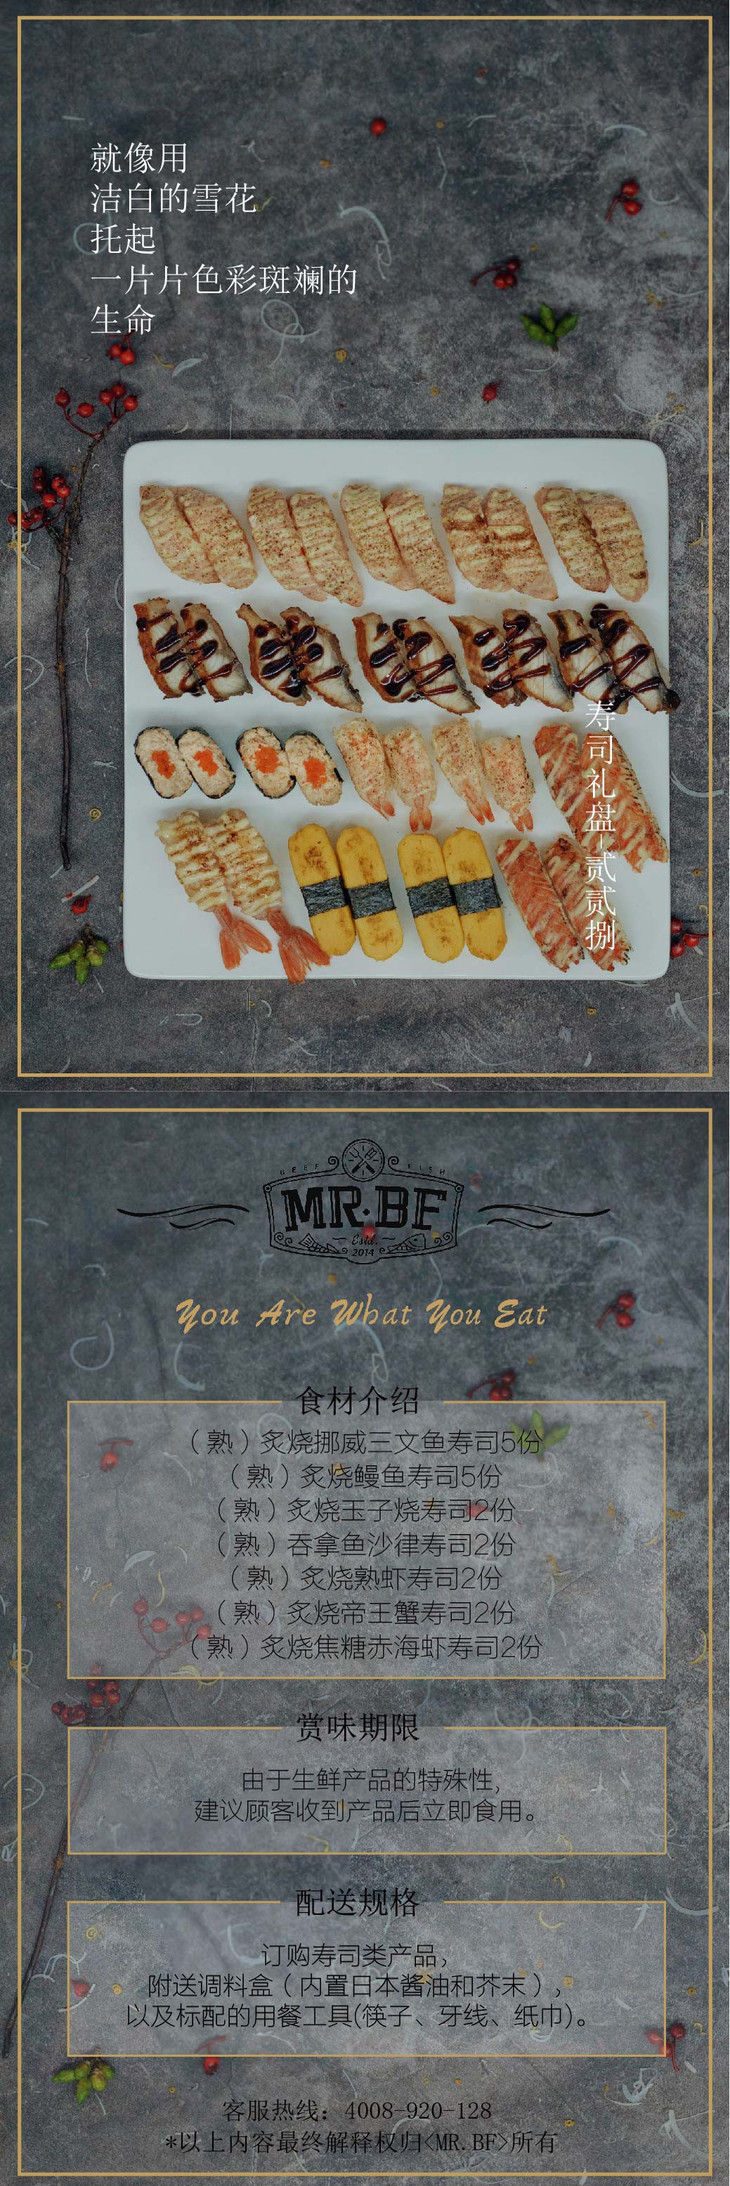 就像用
洁白的雪花
托起
一片片色彩斑斓的
生命
寿司礼盘-贰贰捌
BEEF FISH
MR·BF
Estd.
2014
You Are What You Eat
食材介绍
（熟）炙烧挪威三文鱼寿司5份
（熟）炙烧鳗鱼寿司5份
（熟）炙烧玉子烧寿司2份
（熟）吞拿鱼沙律寿司2份
（熟）炙烧熟虾寿司2份
（熟）炙烧帝王蟹寿司2份
（熟）炙烧焦糖赤海虾寿司2份
赏味期限
由于生鲜产品的特殊性,
建议顾客收到产品后立即食用。
配送规格
订购寿司类产品,
附送调料盒（内置日本酱油和芥末）,
以及标配的用餐工具(筷子、牙线、纸巾)。
客服热线：4008-920-128
*以上内容最终解释权归<MR.BF>所有